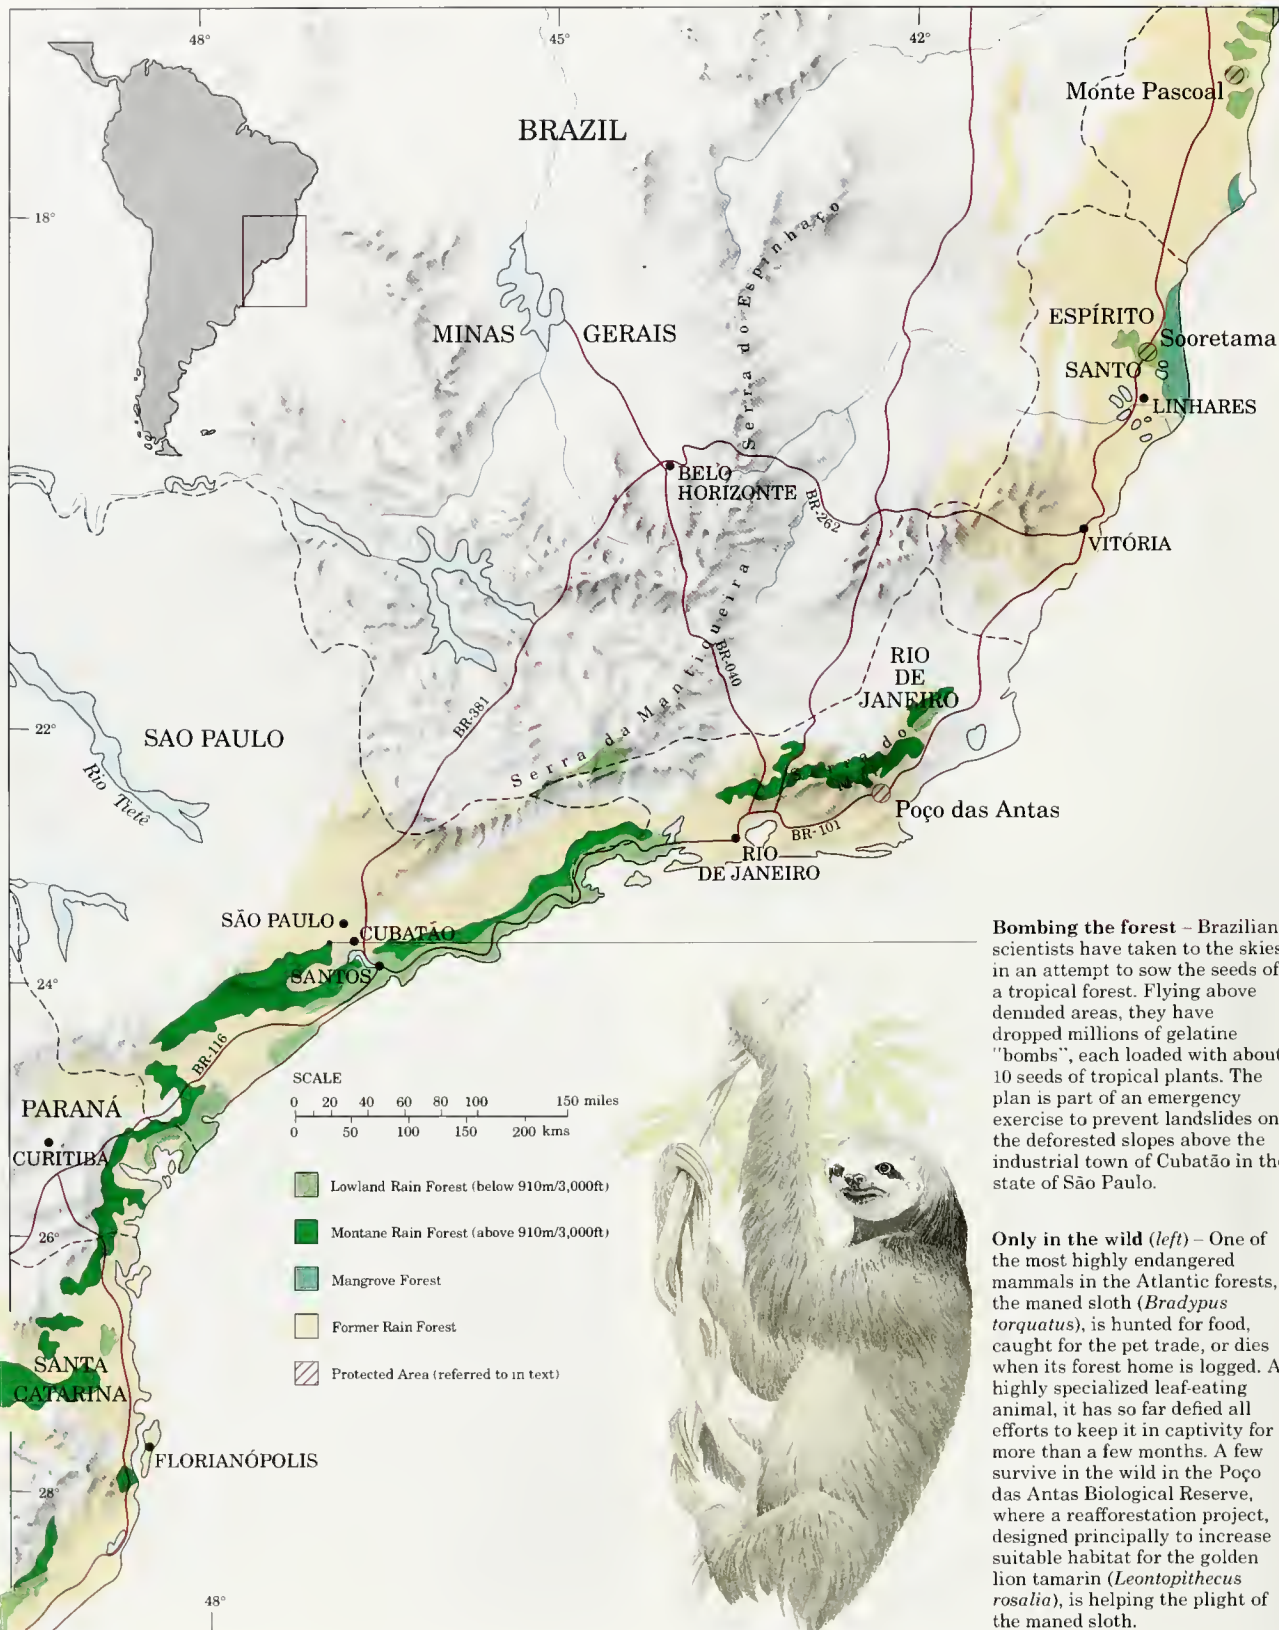 48°
45°
42°
Monte Pascoal
BRAZIL
18°
Serra do Espinhaço
MINAS GERAIS
ESPÍRITO
SANTO
Sooretama
LINHARES
BELO
HORIZONTE
BR-262
VITÓRIA
BR-040
RIO
DE
JANEIRO
BR-381
22°
SAO PAULO
Serra da Mantiqueira
Rio Tietê
Serra do
Poço das Antas
BR-101
RIO
DE JANEIRO
SÃO PAULO
CUBATÃO
SANTOS
24°
BR-116
PARANÁ
CURITIBA
26°
SANTA
CATARINA
FLORIANÓPOLIS
28°
48°
SCALE
0 20 40 60 80 100 150 miles
0 50 100 150 200 kms
Lowland Rain Forest (below 910m/3,000ft)
Montane Rain Forest (above 910m/3,000ft)
Mangrove Forest
Former Rain Forest
Protected Area (referred to in text)
Bombing the forest – Brazilian
scientists have taken to the skies
in an attempt to sow the seeds of
a tropical forest. Flying above
denuded areas, they have
dropped millions of gelatine
"bombs", each loaded with about
10 seeds of tropical plants. The
plan is part of an emergency
exercise to prevent landslides on
the deforested slopes above the
industrial town of Cubatão in the
state of São Paulo.
Only in the wild (left) – One of
the most highly endangered
mammals in the Atlantic forests,
the maned sloth (Bradypus
torquatus), is hunted for food,
caught for the pet trade, or dies
when its forest home is logged. A
highly specialized leaf-eating
animal, it has so far defied all
efforts to keep it in captivity for
more than a few months. A few
survive in the wild in the Poço
das Antas Biological Reserve,
where a reafforestation project,
designed principally to increase
suitable habitat for the golden
lion tamarin (Leontopithecus
rosalia), is helping the plight of
the maned sloth.